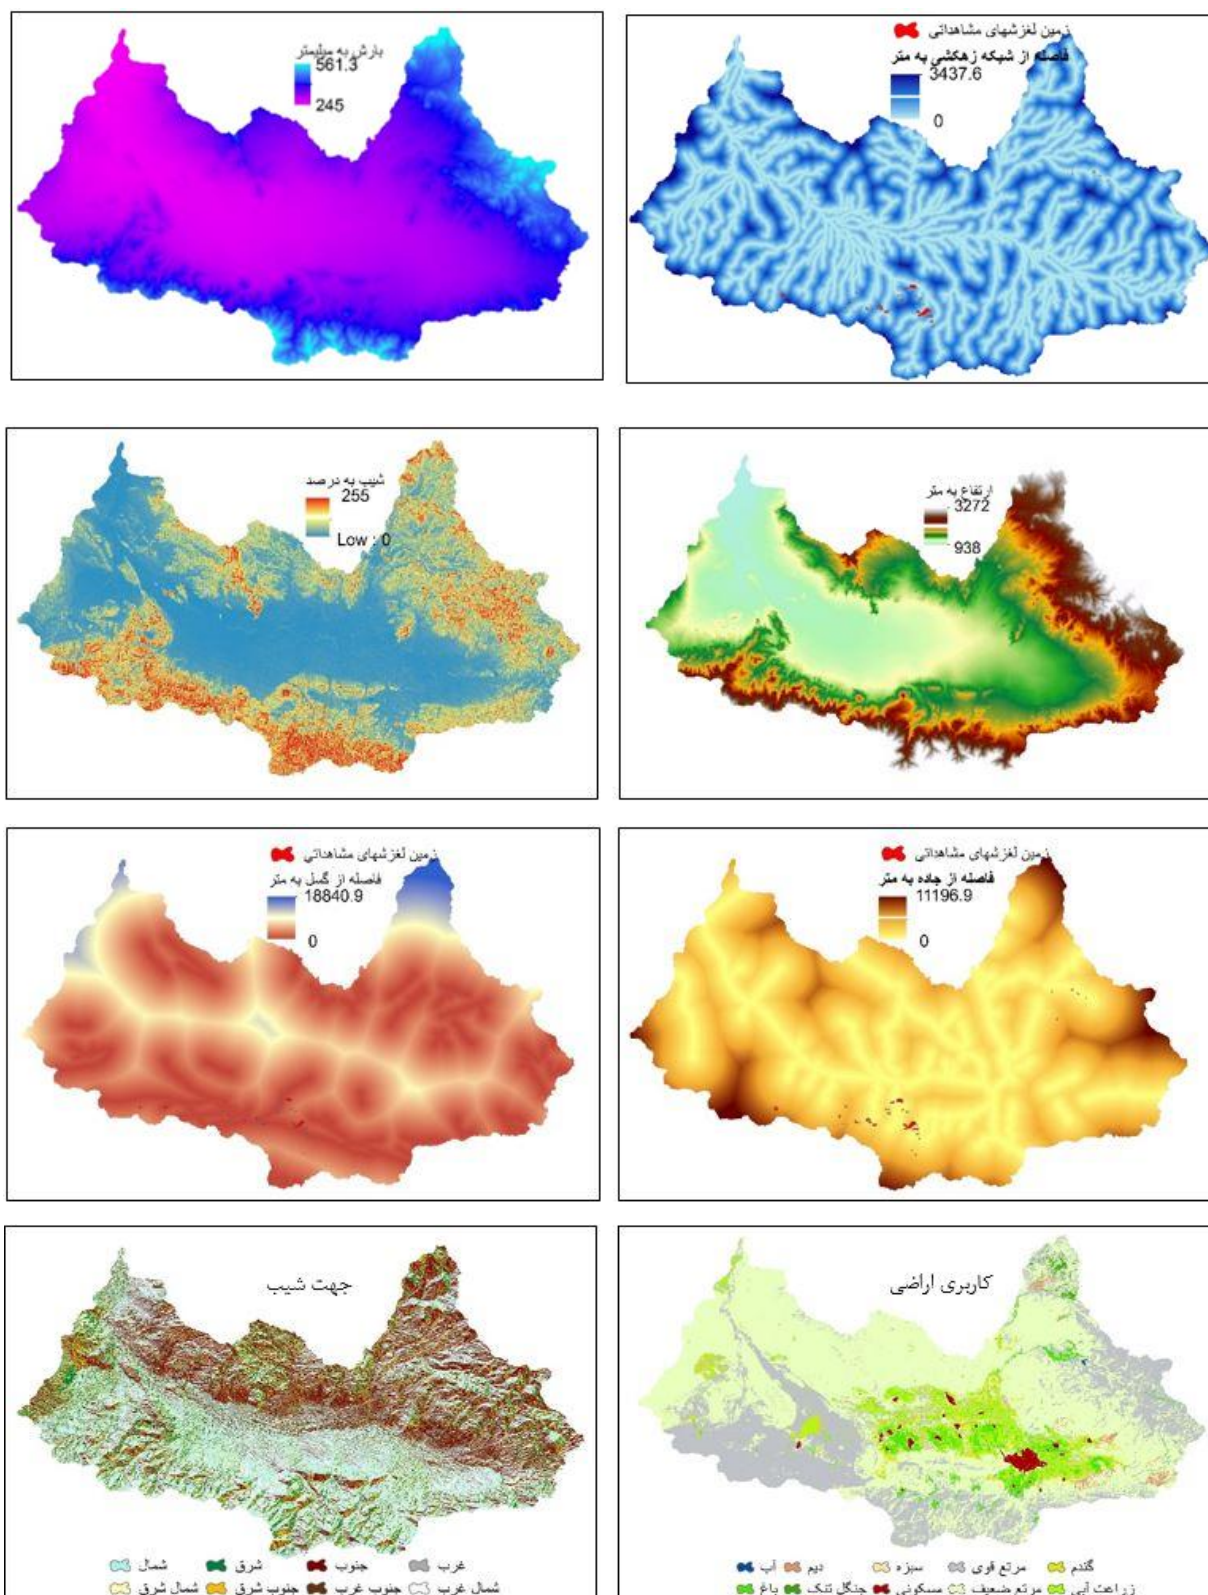 بارش به میلیمتر
561.3
245
زمین لغزشهای مشاهداتی
فاصله از شبکه زهکشی به متر
3437.6
0
شیب به درصد
255
Low : 0
ارتفاع به متر
3272
938
زمین لغزشهای مشاهداتی
فاصله از گسل به متر
18840.9
0
زمین لغزشهای مشاهداتی
فاصله از جاده به متر
11196.9
0
جهت شیب
شمال شرق جنوب غرب
شمال شرق جنوب شرق جنوب غرب شمال غرب
کاربری اراضی
آب دیم سبزه مرتع قوی گندم
باغ جنگل تنک مسکونی مرتع ضعیف زراعت آبی